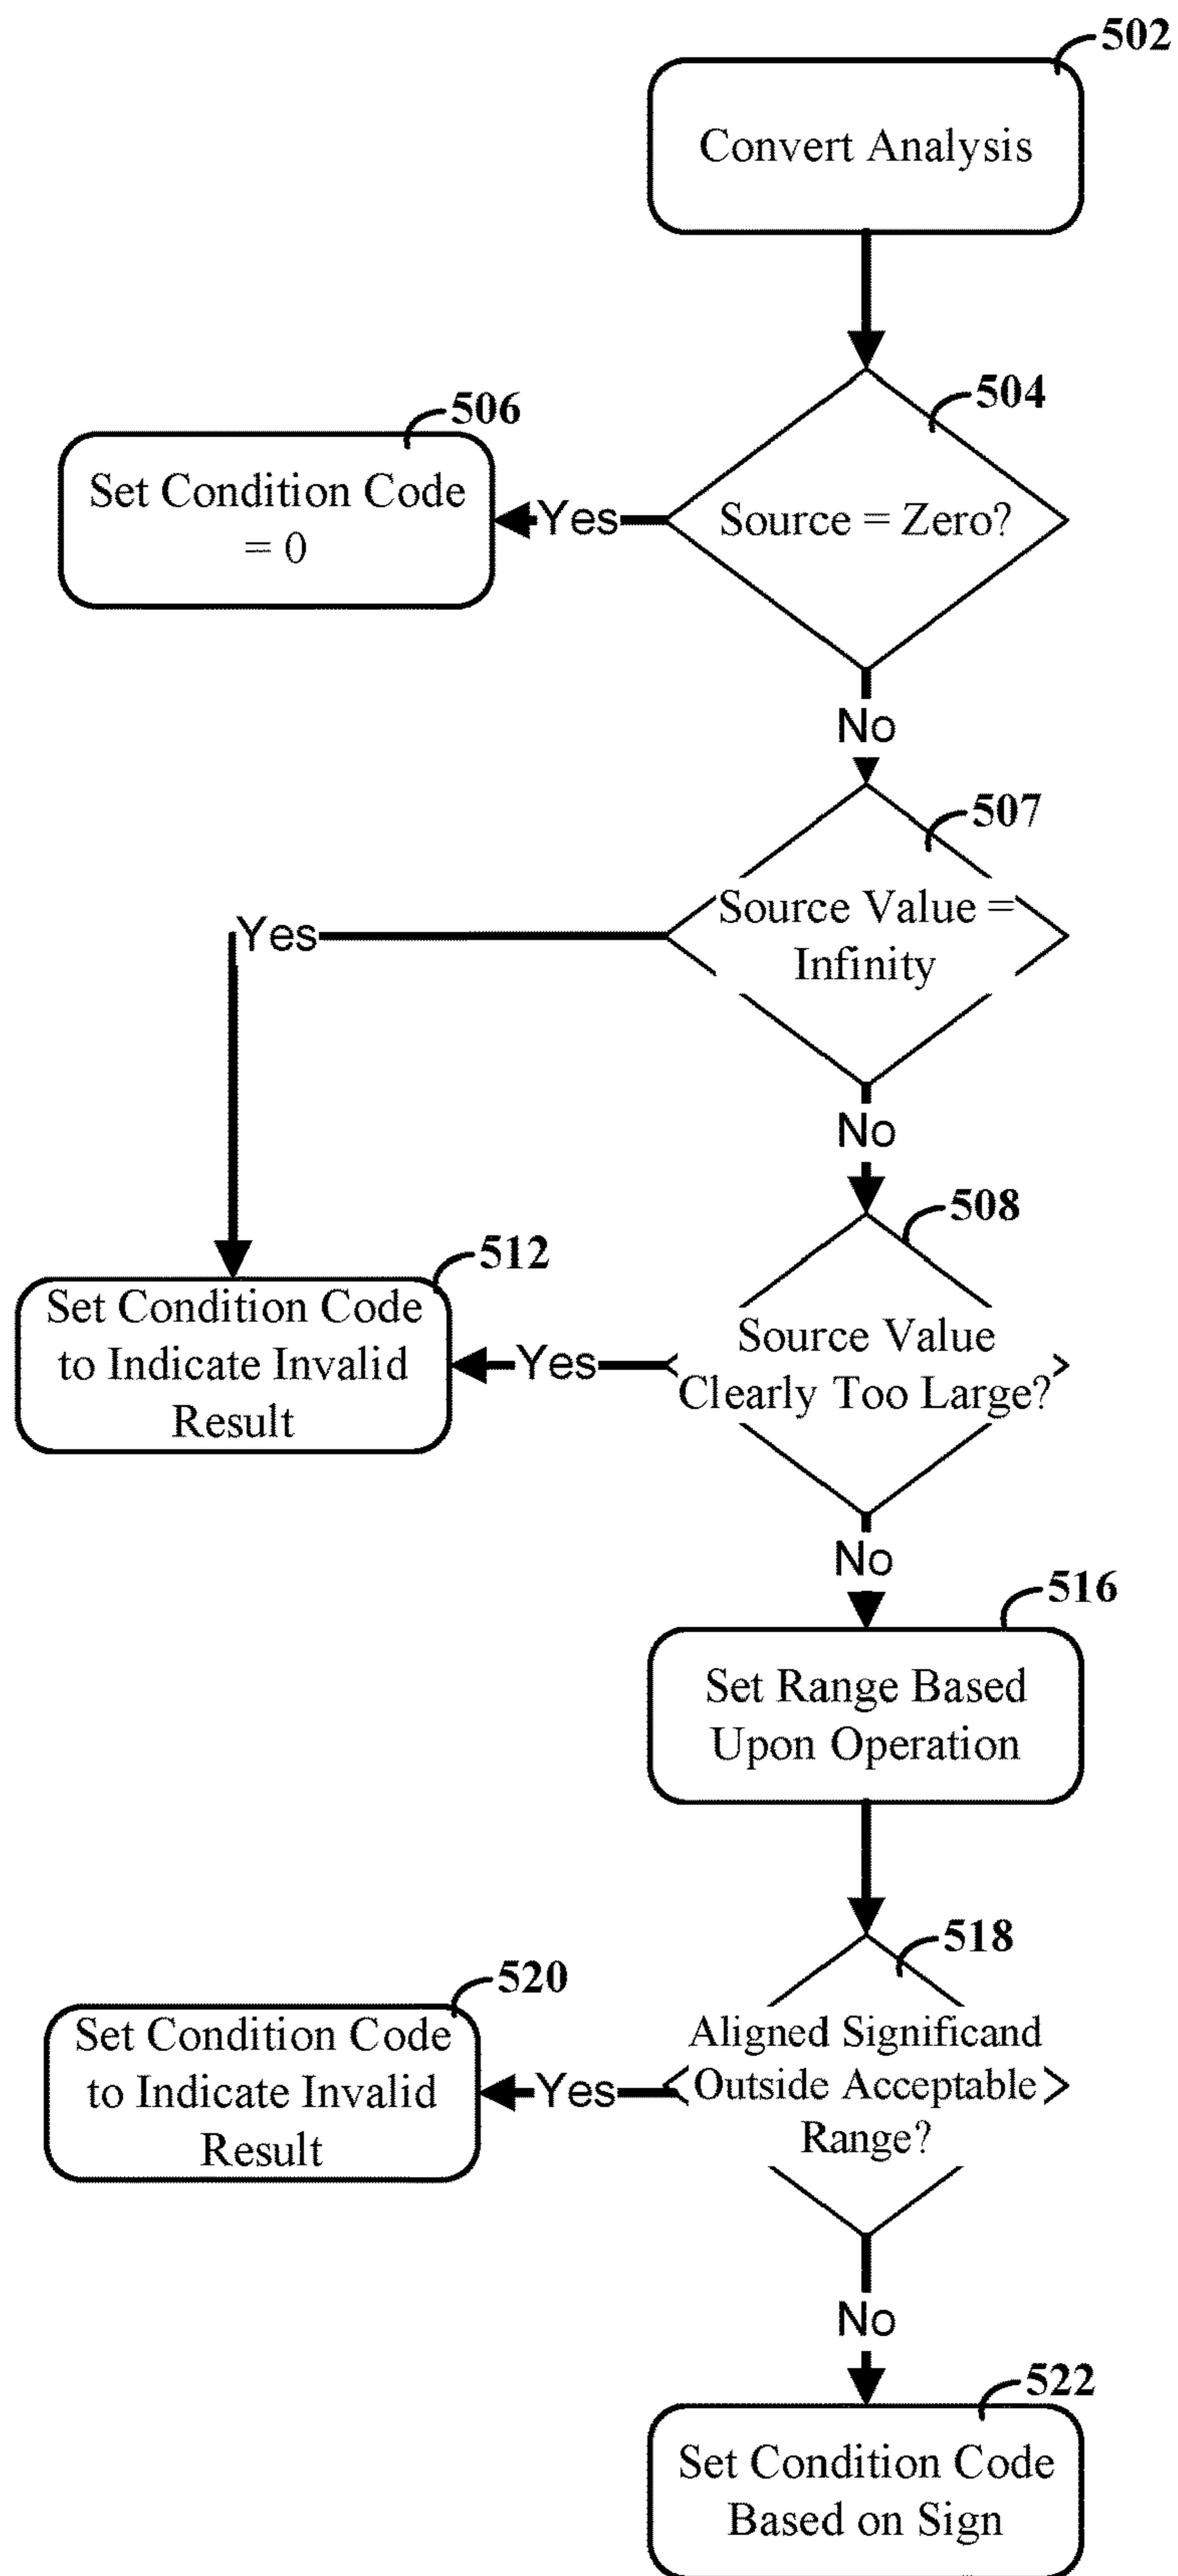 502
Convert Analysis
504
506
Set Condition Code
= 0
Yes
Source = Zero?
No
507
Yes
Source Value =
Infinity
No
508
512
Set Condition Code
to Indicate Invalid
Result
Yes
Source Value
Clearly Too Large?
No
516
Set Range Based
Upon Operation
518
520
Set Condition Code
to Indicate Invalid
Result
Yes
Aligned Significand
Outside Acceptable
Range?
No
522
Set Condition Code
Based on Sign